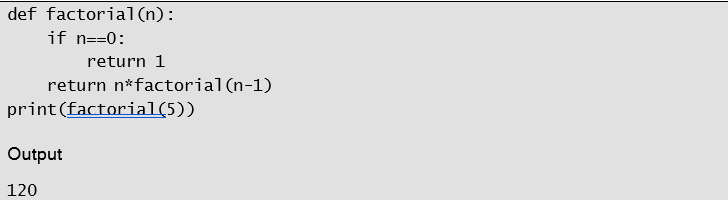 def factorial(n):
    if n==0:
        return 1
    return n*factorial(n-1)
print(factorial(5))
Output
120